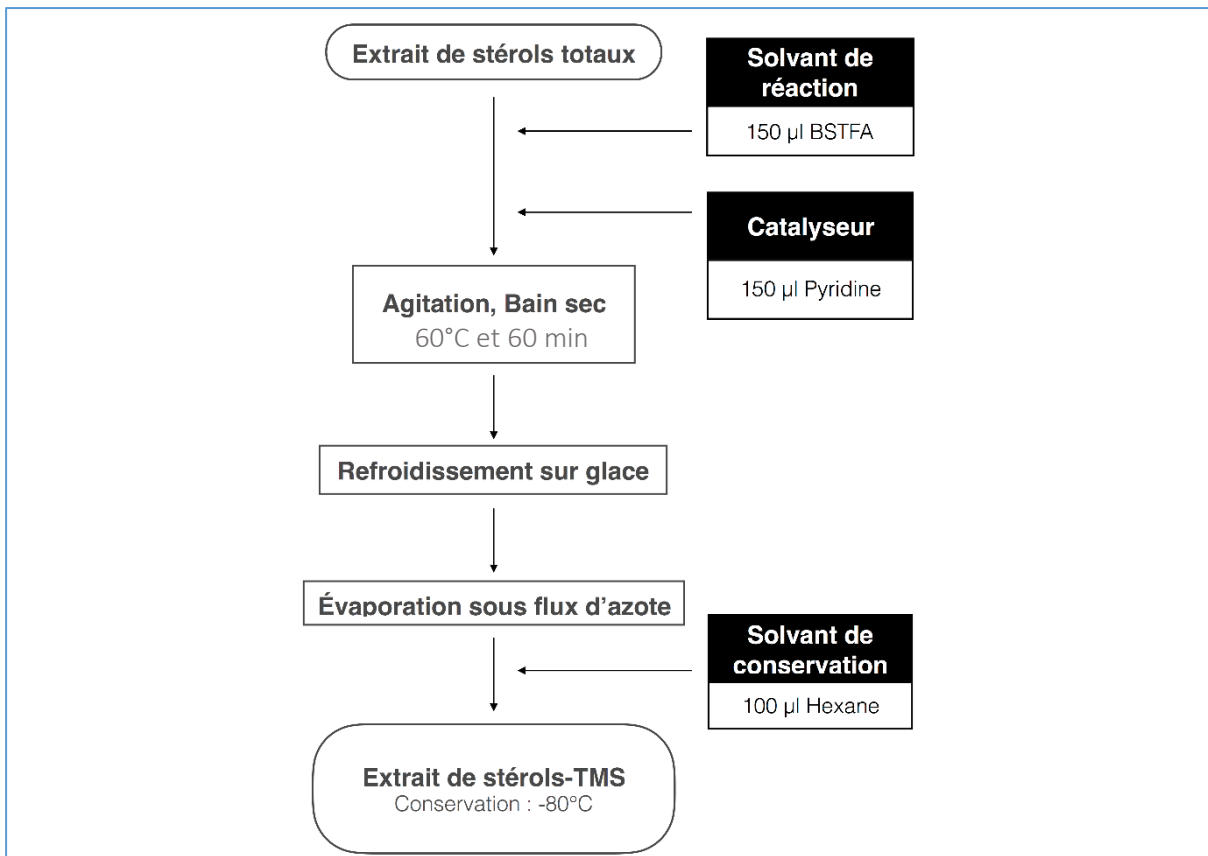 Extrait de stérols totaux
Solvant de
réaction
150 µl BSTFA
Catalyseur
150 µl Pyridine
Agitation, Bain sec
60°C et 60 min
Refroidissement sur glace
Évaporation sous flux d'azote
Solvant de
conservation
100 µl Hexane
Extrait de stérols-TMS
Conservation : -80°C